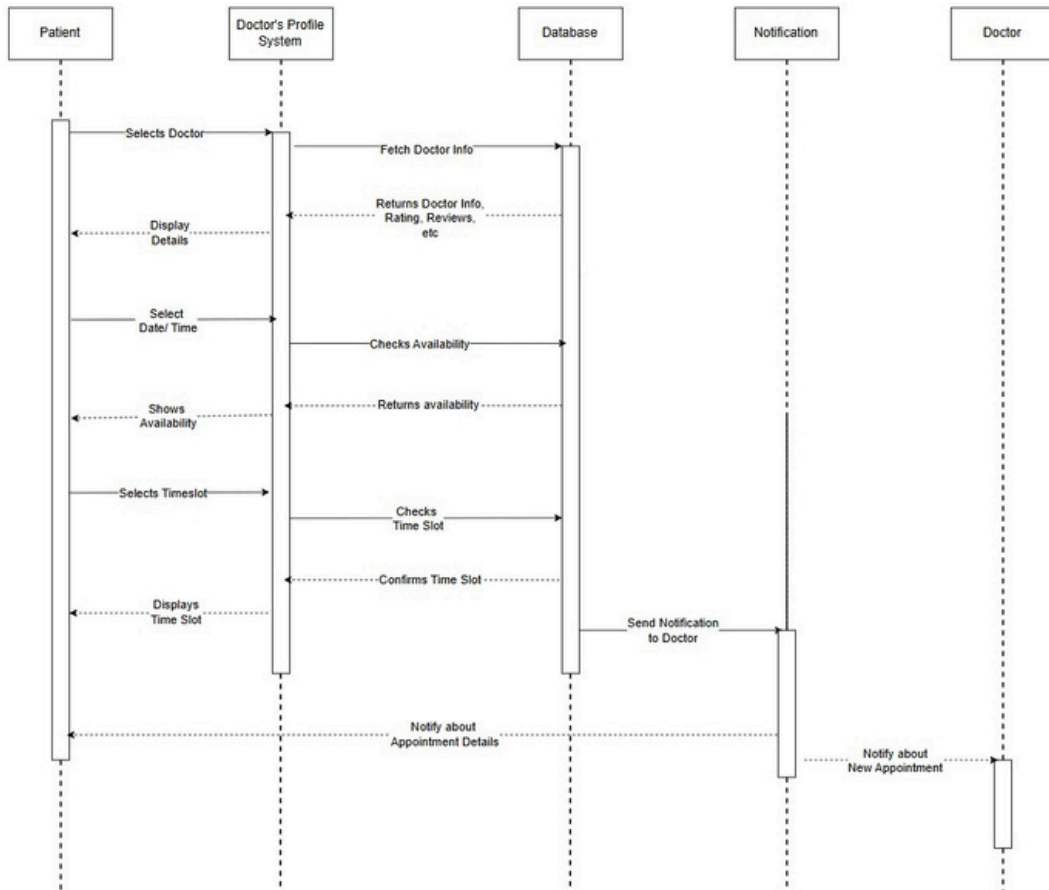 Patient
Doctor's Profile
System
Database
Notification
Doctor
Selects Doctor
Fetch Doctor Info
Returns Doctor Info,
Rating, Reviews,
etc
Display
Details
Select
Date/ Time
Checks Availability
Returns availability
Shows
Availability
Selects Timeslot
Checks
Time Slot
Confirms Time Slot
Displays
Time Slot
Send Notification
to Doctor
Notify about
Appointment Details
Notify about
New Appointment